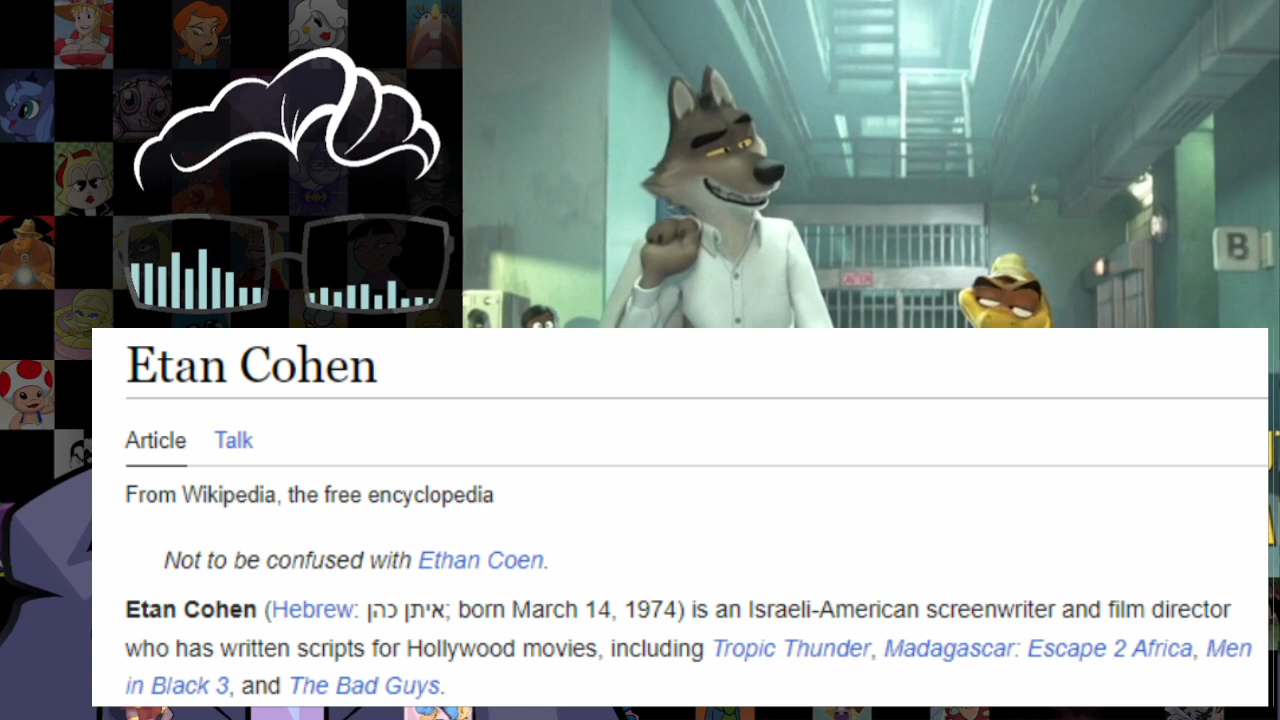 B
Etan Cohen
Article Talk
From Wikipedia, the free encyclopedia
Not to be confused with Ethan Coen.
Etan Cohen (Hebrew: איתן כהן; born March 14, 1974) is an Israeli-American screenwriter and film director
who has written scripts for Hollywood movies, including Tropic Thunder, Madagascar: Escape 2 Africa, Men
in Black 3, and The Bad Guys.